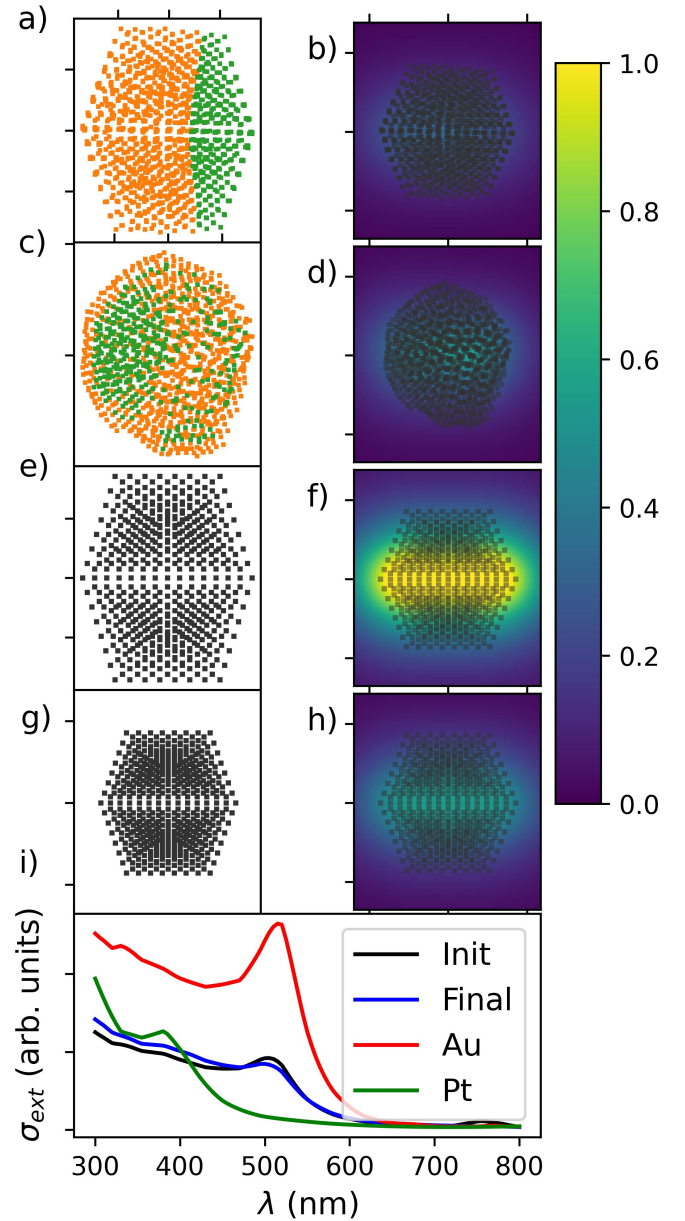 a)
b)
1.0
0.8
c)
d)
0.6
e)
f)
0.4
0.2
g)
h)
0.0
i)
σext (arb. units)
Init
Final
Au
Pt
300 400 500 600 700 800
λ (nm)